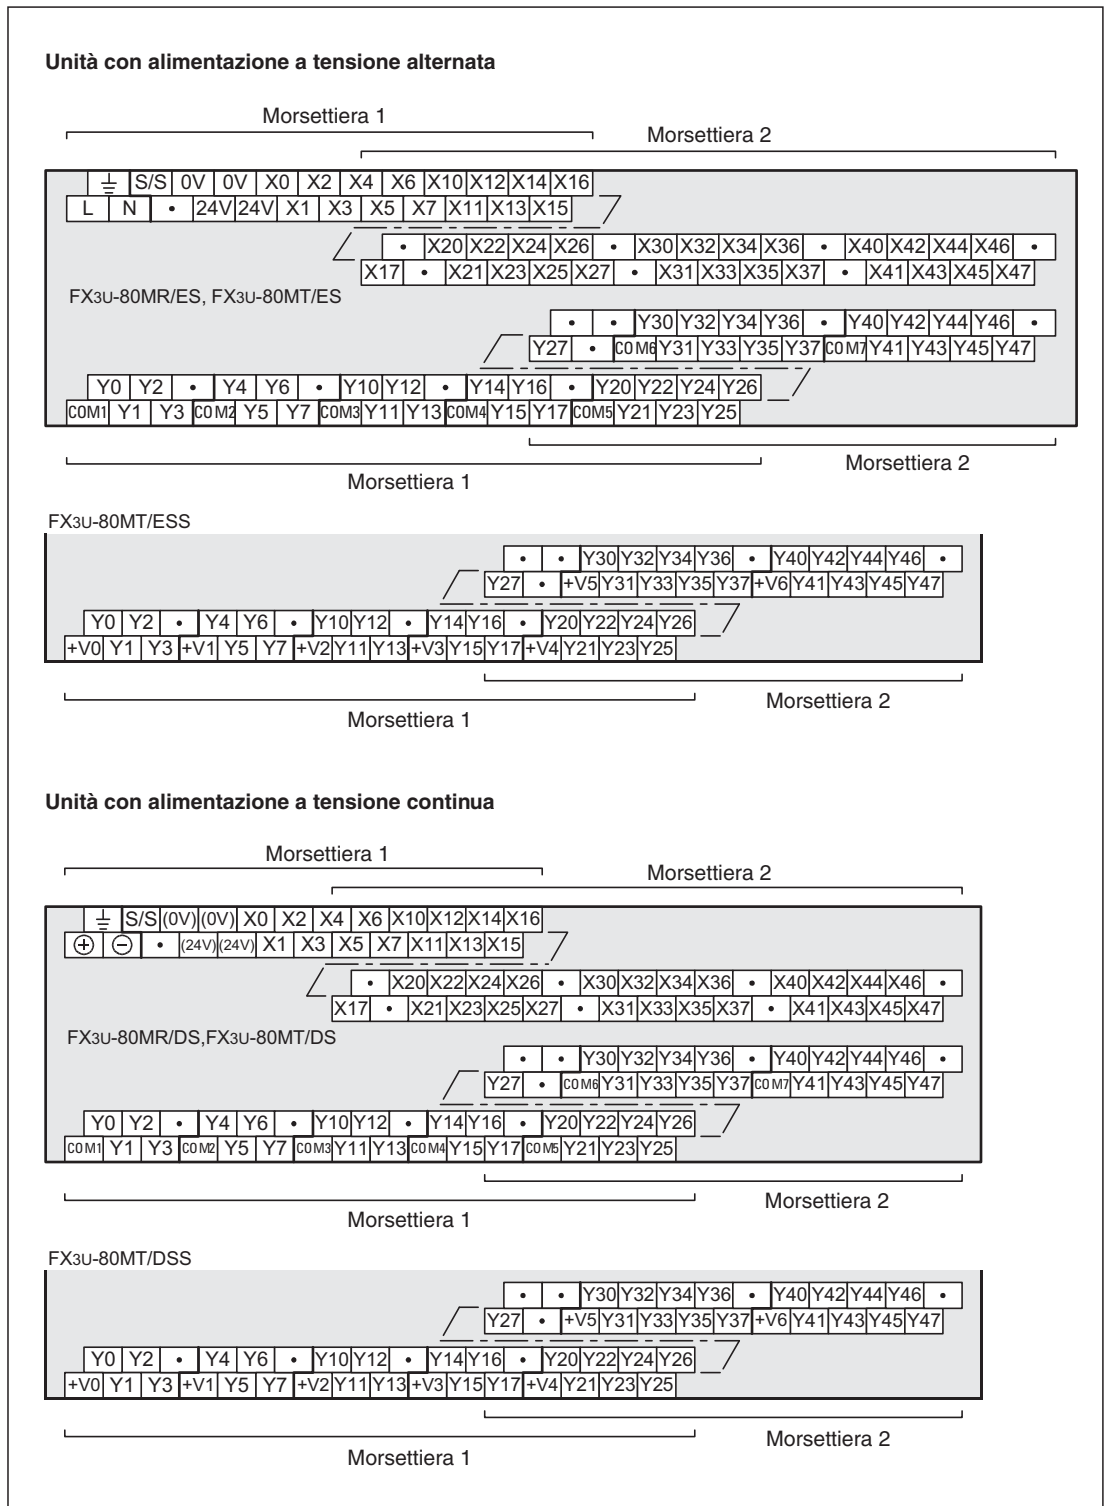 Unità con alimentazione a tensione alternata
Morsettiera 1
Morsettiera 2
⏚ S/S 0V 0V X0 X2 X4 X6 X10 X12 X14 X16
L N • 24V 24V X1 X3 X5 X7 X11 X13 X15
• X20 X22 X24 X26 • X30 X32 X34 X36 • X40 X42 X44 X46 •
X17 • X21 X23 X25 X27 • X31 X33 X35 X37 • X41 X43 X45 X47
FX3U-80MR/ES, FX3U-80MT/ES
• • Y30 Y32 Y34 Y36 • Y40 Y42 Y44 Y46 •
Y27 • COM6 Y31 Y33 Y35 Y37 COM7 Y41 Y43 Y45 Y47
Y0 Y2 • Y4 Y6 • Y10 Y12 • Y14 Y16 • Y20 Y22 Y24 Y26
COM1 Y1 Y3 COM2 Y5 Y7 COM3 Y11 Y13 COM4 Y15 Y17 COM5 Y21 Y23 Y25
Morsettiera 2
Morsettiera 1
FX3U-80MT/ESS
• • Y30 Y32 Y34 Y36 • Y40 Y42 Y44 Y46 •
Y27 • +V5 Y31 Y33 Y35 Y37 +V6 Y41 Y43 Y45 Y47
Y0 Y2 • Y4 Y6 • Y10 Y12 • Y14 Y16 • Y20 Y22 Y24 Y26
+V0 Y1 Y3 +V1 Y5 Y7 +V2 Y11 Y13 +V3 Y15 Y17 +V4 Y21 Y23 Y25
Morsettiera 2
Morsettiera 1
Unità con alimentazione a tensione continua
Morsettiera 1
Morsettiera 2
⏚ S/S (0V) (0V) X0 X2 X4 X6 X10 X12 X14 X16
⊕ ⊖ • (24V) (24V) X1 X3 X5 X7 X11 X13 X15
• X20 X22 X24 X26 • X30 X32 X34 X36 • X40 X42 X44 X46 •
X17 • X21 X23 X25 X27 • X31 X33 X35 X37 • X41 X43 X45 X47
FX3U-80MR/DS,FX3U-80MT/DS
• • Y30 Y32 Y34 Y36 • Y40 Y42 Y44 Y46 •
Y27 • COM6 Y31 Y33 Y35 Y37 COM7 Y41 Y43 Y45 Y47
Y0 Y2 • Y4 Y6 • Y10 Y12 • Y14 Y16 • Y20 Y22 Y24 Y26
COM1 Y1 Y3 COM2 Y5 Y7 COM3 Y11 Y13 COM4 Y15 Y17 COM5 Y21 Y23 Y25
Morsettiera 2
Morsettiera 1
FX3U-80MT/DSS
• • Y30 Y32 Y34 Y36 • Y40 Y42 Y44 Y46 •
Y27 • +V5 Y31 Y33 Y35 Y37 +V6 Y41 Y43 Y45 Y47
Y0 Y2 • Y4 Y6 • Y10 Y12 • Y14 Y16 • Y20 Y22 Y24 Y26
+V0 Y1 Y3 +V1 Y5 Y7 +V2 Y11 Y13 +V3 Y15 Y17 +V4 Y21 Y23 Y25
Morsettiera 2
Morsettiera 1